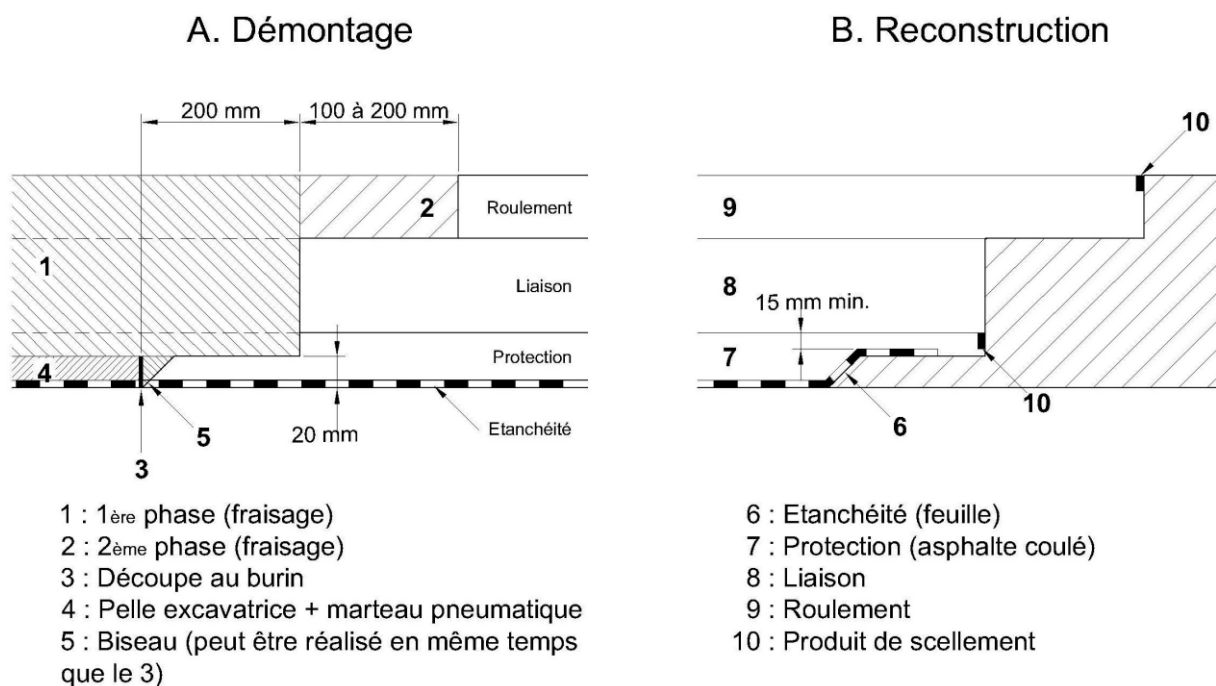 A. Démontage
200 mm
100 à 200 mm
2
Roulement
1
Liaison
Protection
4
20 mm
Etanchéité
5
3
1 : 1ère phase (fraisage)
2 : 2ème phase (fraisage)
3 : Découpe au burin
4 : Pelle excavatrice + marteau pneumatique
5 : Biseau (peut être réalisé en même temps
que le 3)
B. Reconstruction
10
9
8
15 mm min.
7
10
6
6 : Etanchéité (feuille)
7 : Protection (asphalte coulé)
8 : Liaison
9 : Roulement
10 : Produit de scellement